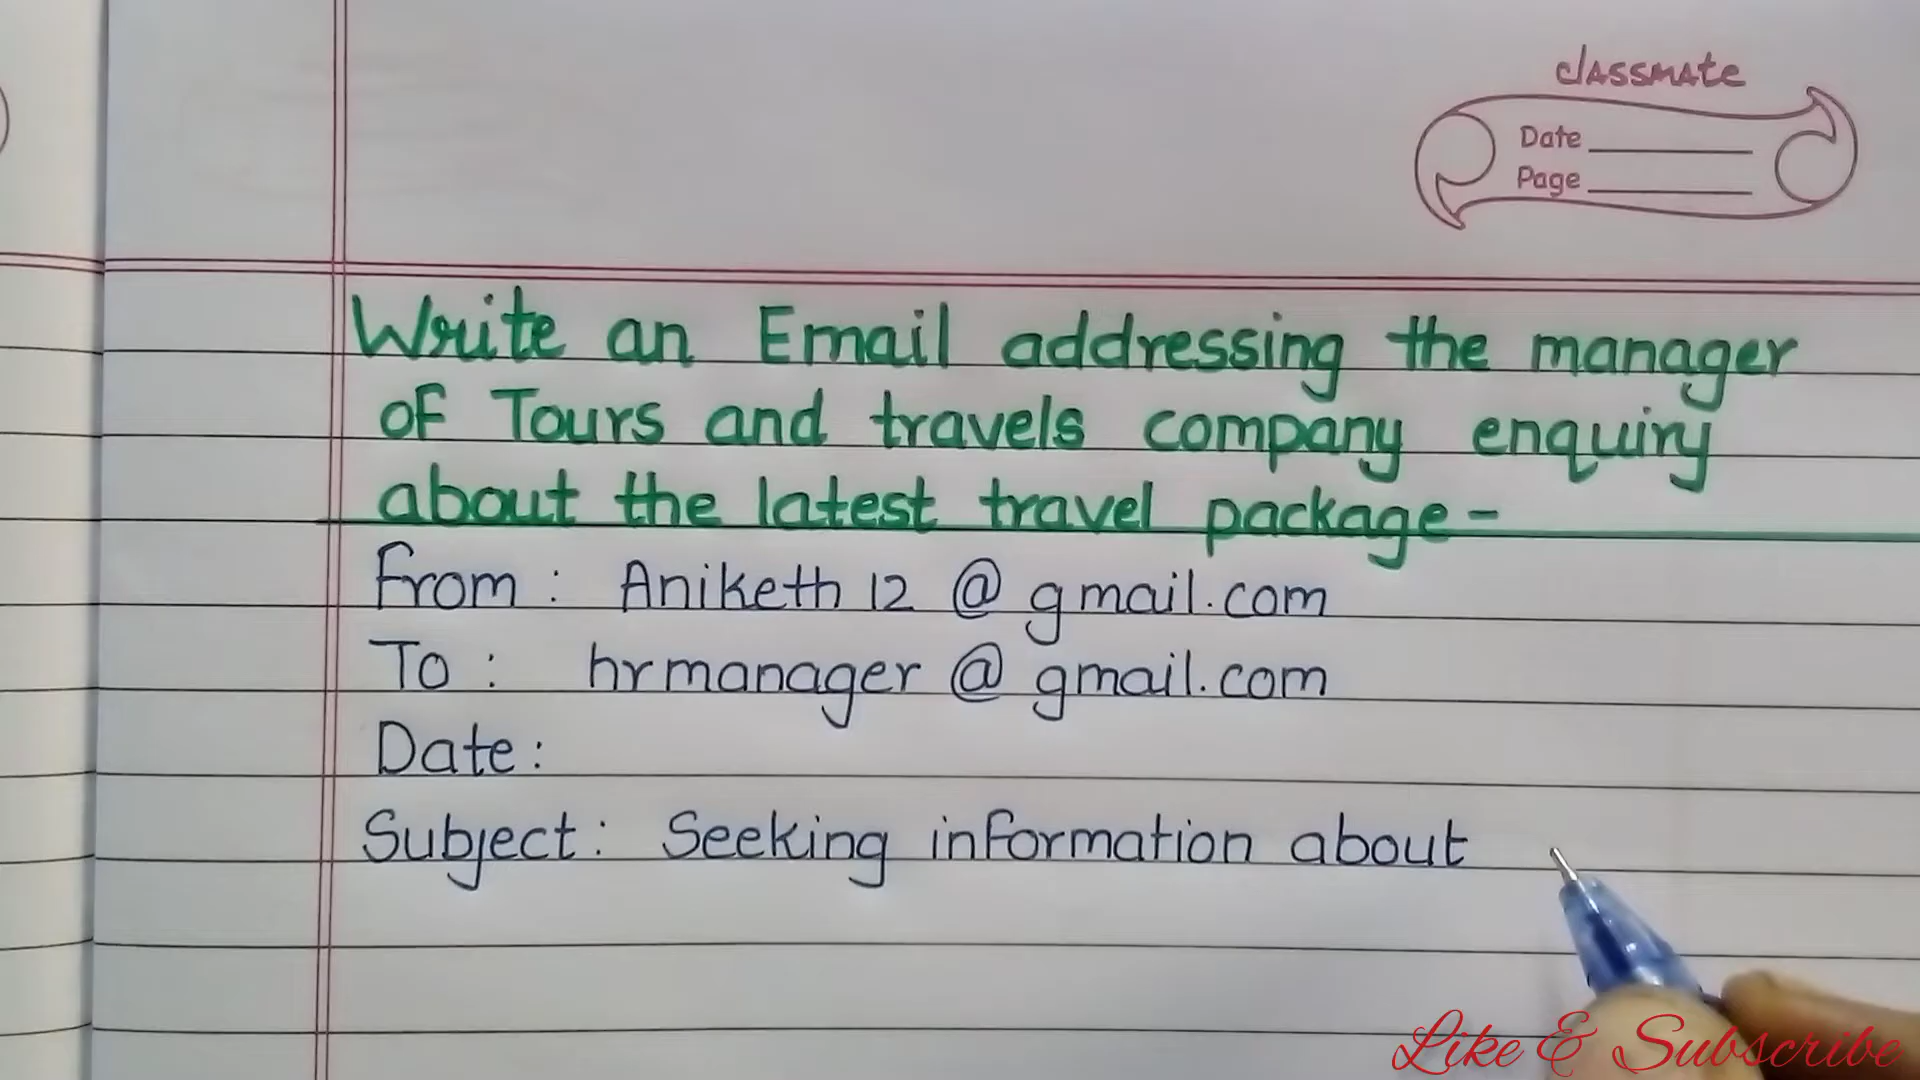 classmate
Date
Page
Write an Email addressing the manager
of Tours and travels company enquiry
about the latest travel package-
From : Aniketh 12 @ gmail.com
To : hrmanager @ gmail.com
Date:
Subject: Seeking information about
Like & Subscribe